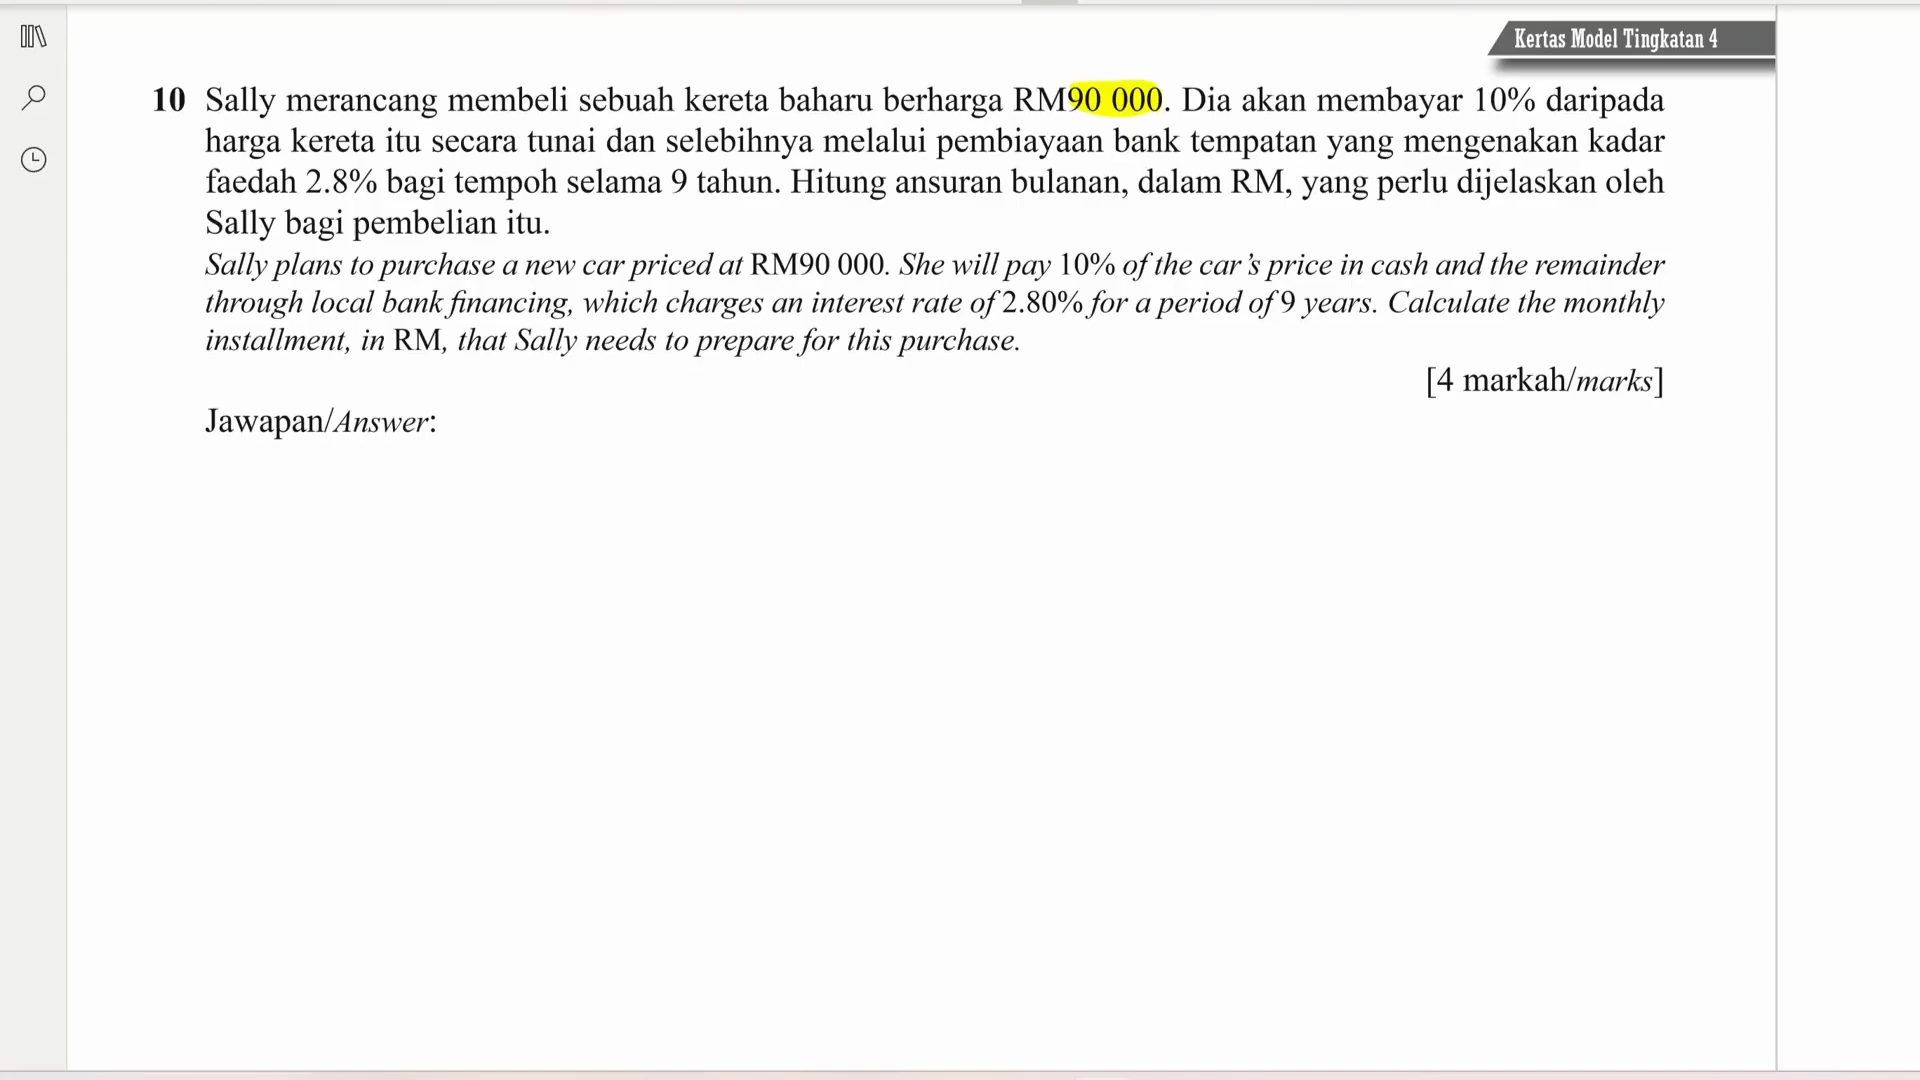 Kertas Model Tingkatan 4
10 Sally merancang membeli sebuah kereta baharu berharga RM90 000. Dia akan membayar 10% daripada
harga kereta itu secara tunai dan selebihnya melalui pembiayaan bank tempatan yang mengenakan kadar
faedah 2.8% bagi tempoh selama 9 tahun. Hitung ansuran bulanan, dalam RM, yang perlu dijelaskan oleh
Sally bagi pembelian itu.
Sally plans to purchase a new car priced at RM90 000. She will pay 10% of the car's price in cash and the remainder
through local bank financing, which charges an interest rate of 2.80% for a period of 9 years. Calculate the monthly
installment, in RM, that Sally needs to prepare for this purchase.
[4 markah/marks]
Jawapan/Answer: